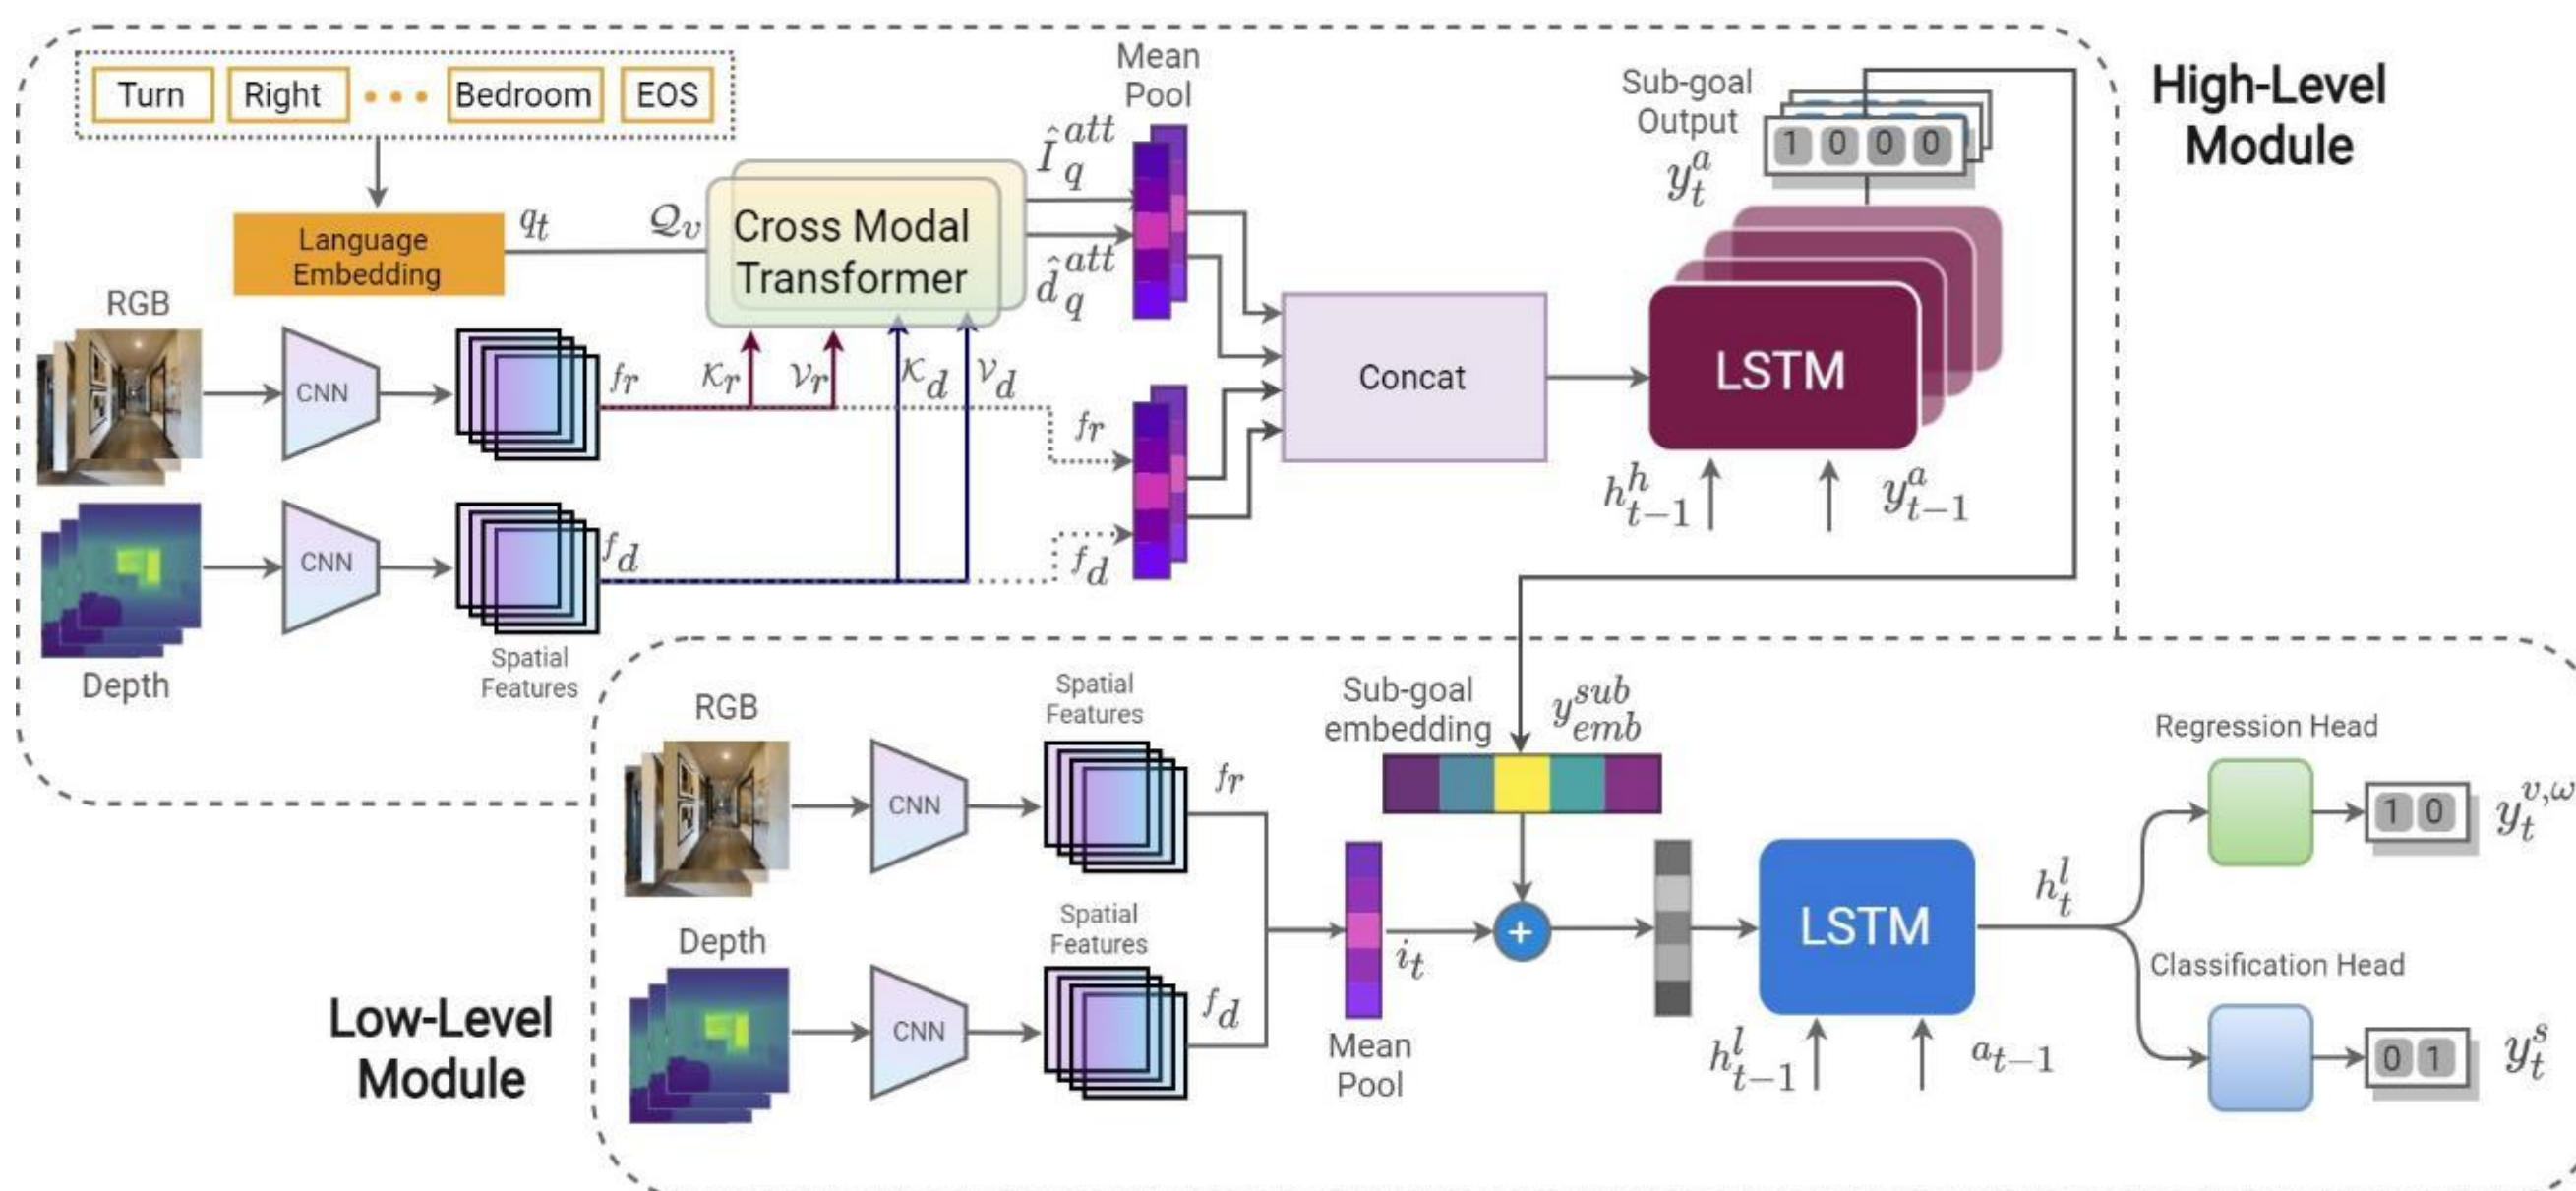 Turn Right ... Bedroom EOS
Language
Embedding
q_t
Q_v
Cross Modal
Transformer
Î_q^{att}
d̂_q^{att}
Mean
Pool
RGB
CNN
f_r
K_r
V_r
K_d
V_d
f_r
Depth
CNN
Spatial
Features
f_d
f_d
Concat
LSTM
h_{t-1}^h
y_{t-1}^a
Sub-goal
Output
y_t^a
1 0 0 0
High-Level
Module
Low-Level
Module
RGB
CNN
Spatial
Features
f_r
Depth
CNN
Spatial
Features
f_d
Mean
Pool
i_t
Sub-goal
embedding
y_{emb}^{sub}
+
LSTM
h_{t-1}^l
a_{t-1}
h_t^l
Regression Head
1 0
y_t^{v,ω}
Classification Head
0 1
y_t^s